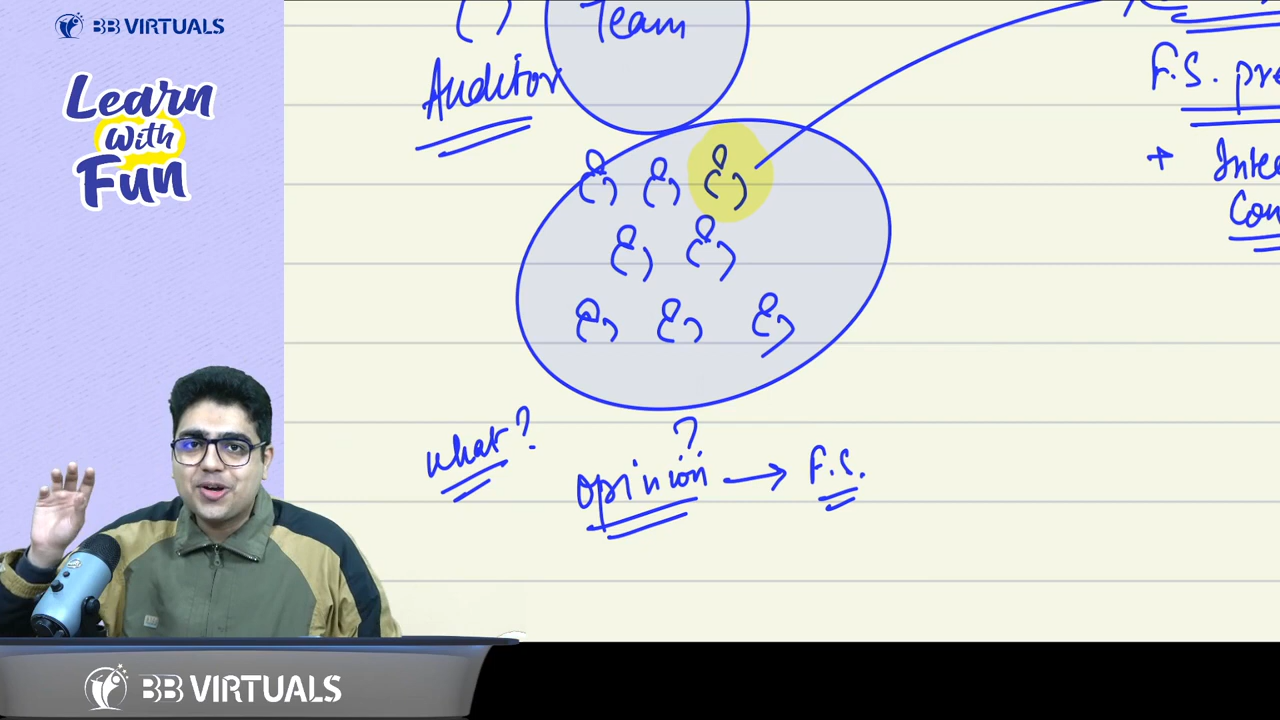 BB VIRTUALS
Learn
with
Fun
Team
Auditor
F.S. pre
+ Inte
Con
what?
?
opinion → F.S.
BB VIRTUALS